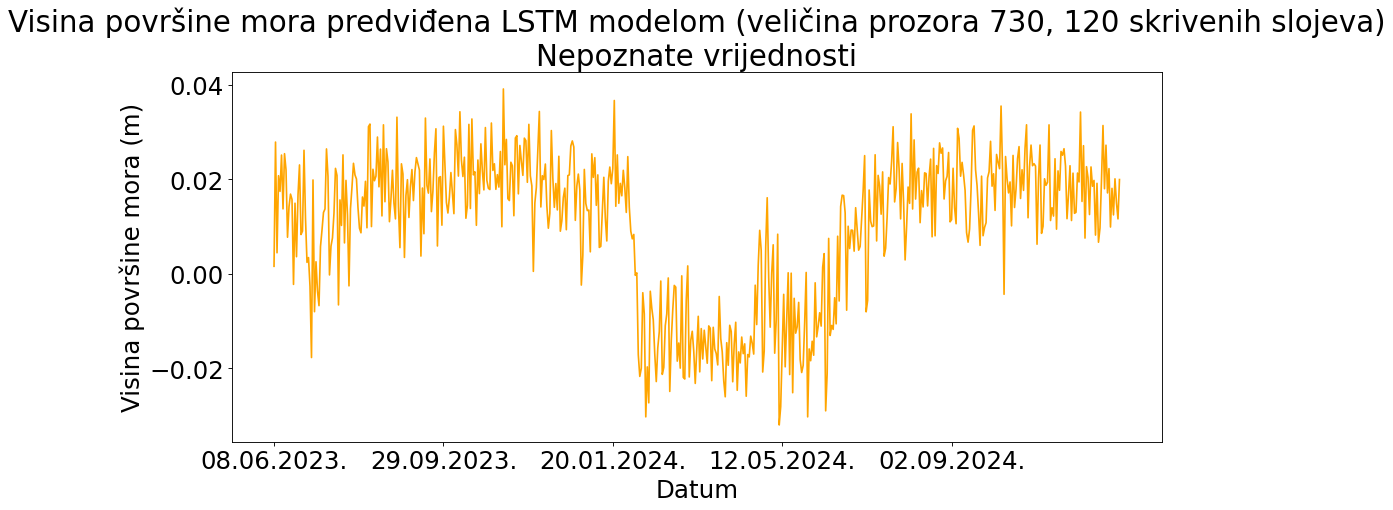 Visina površine mora predviđena LSTM modelom (veličina prozora 730, 120 skrivenih slojeva)
Nepoznate vrijednosti
Visina površine mora (m)
0.04
0.02
0.00
−0.02
08.06.2023. 29.09.2023. 20.01.2024. 12.05.2024. 02.09.2024.
Datum